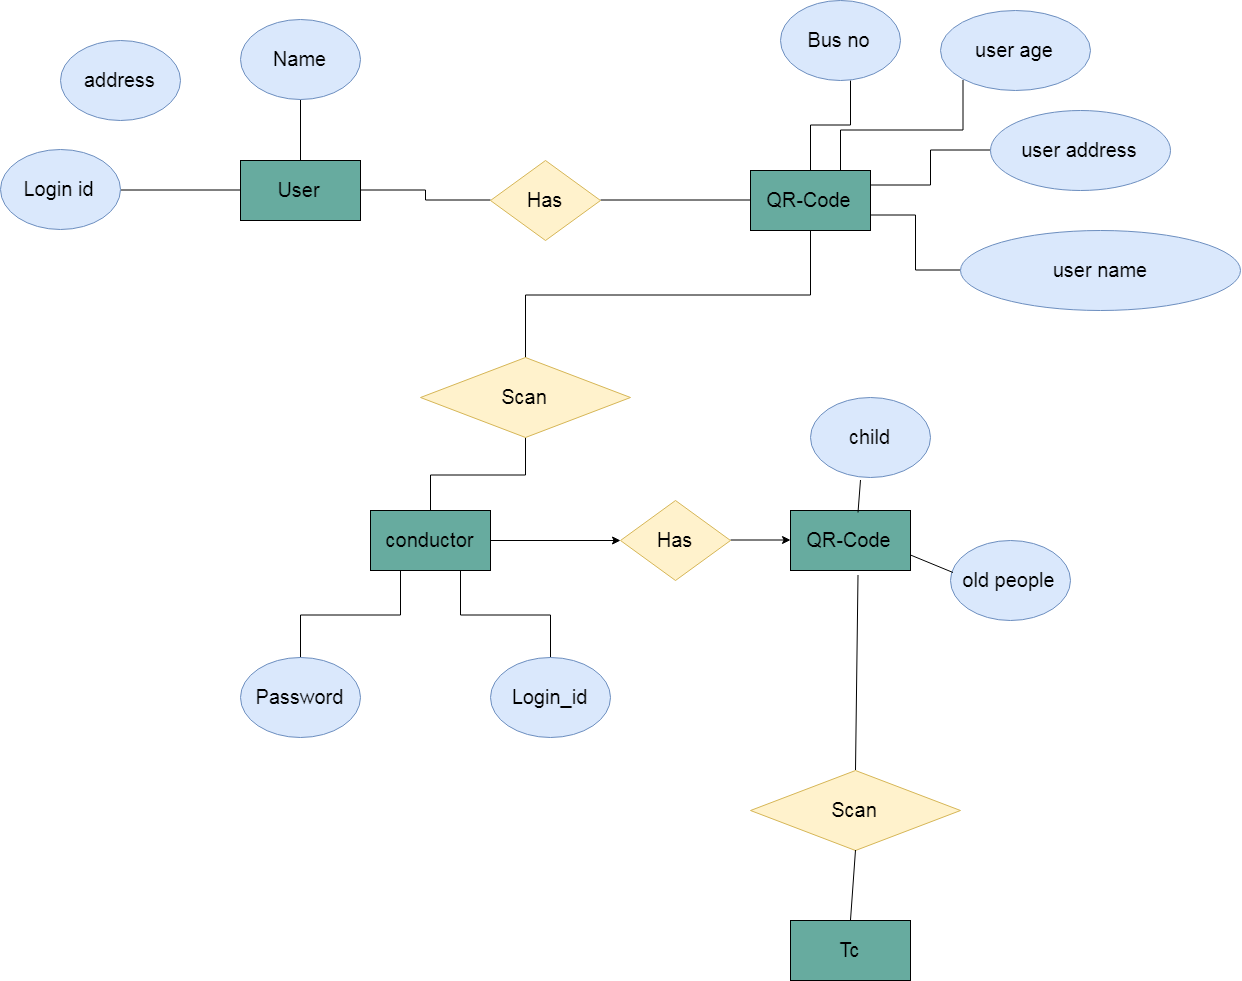 Bus no
user age
Name
address
user address
Login id
User
Has
QR-Code
user name
Scan
child
conductor
Has
QR-Code
old people
Password
Login_id
Scan
Tc